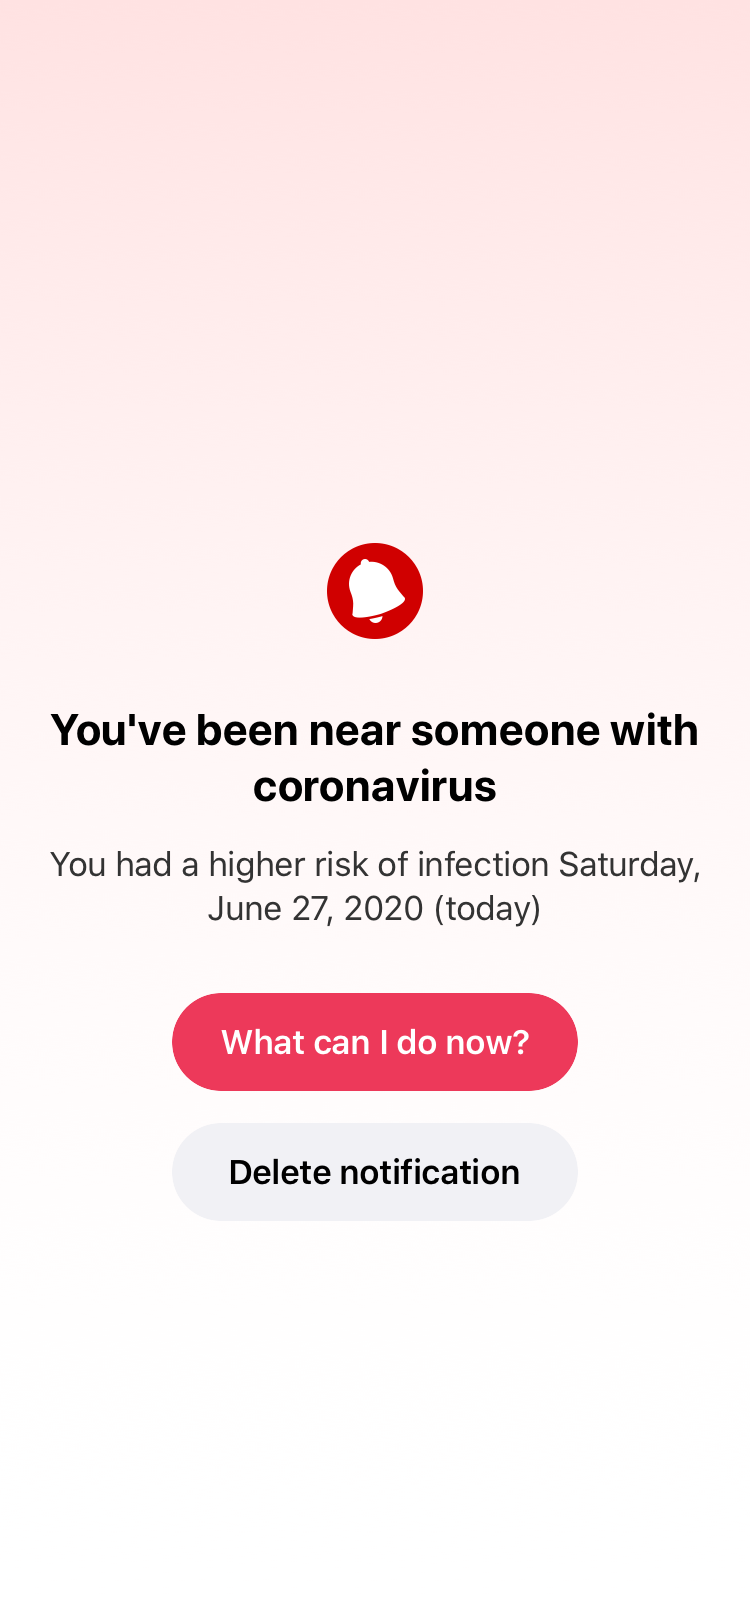 You've been near someone with
coronavirus
You had a higher risk of infection Saturday,
June 27, 2020 (today)
What can I do now?
Delete notification